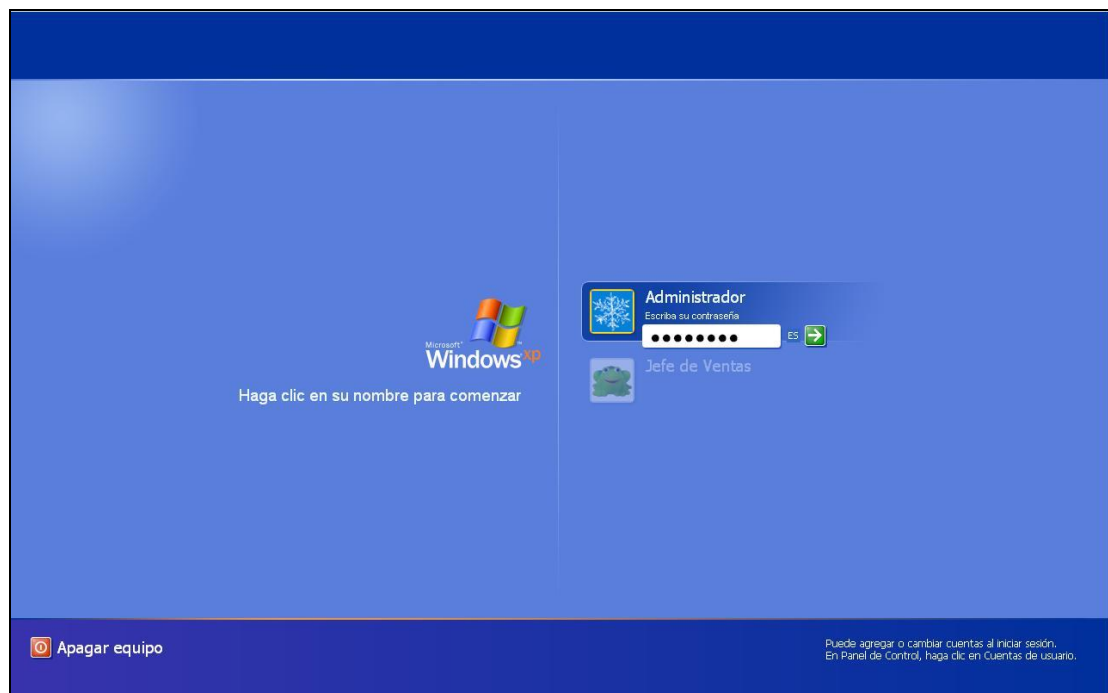 Microsoft®
Windows xp
Haga clic en su nombre para comenzar
Administrador
Escriba su contraseña
ES
Jefe de Ventas
Apagar equipo
Puede agregar o cambiar cuentas al iniciar sesión.
En Panel de Control, haga clic en Cuentas de usuario.